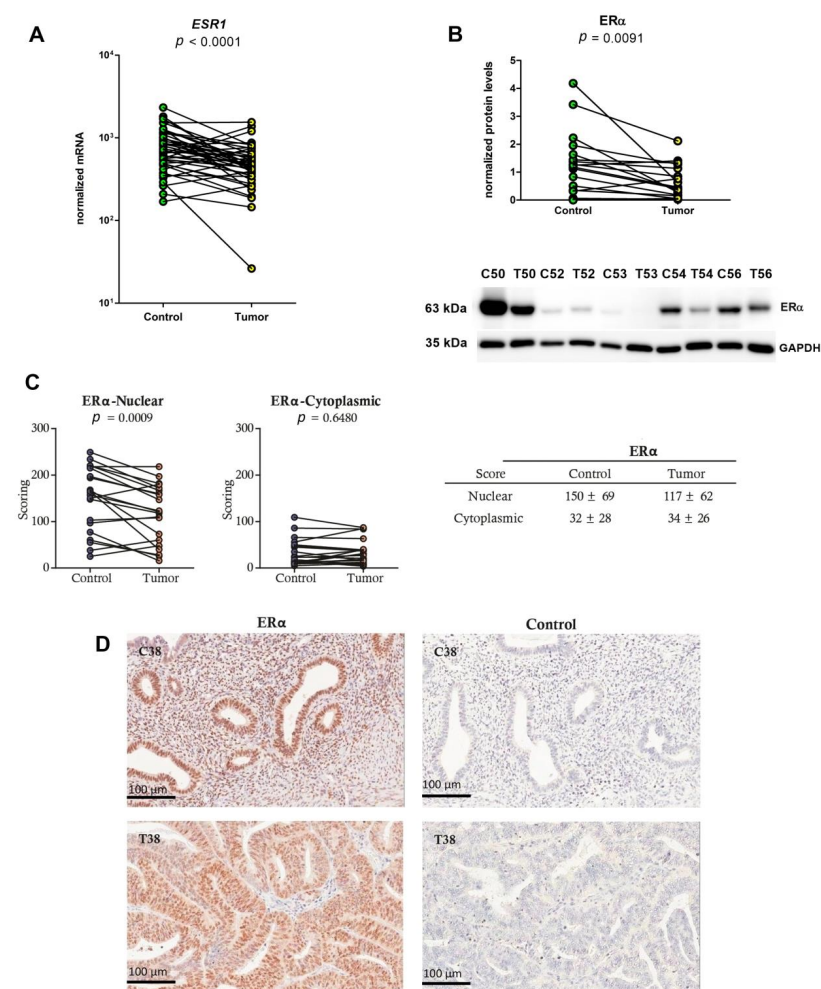 A
ESR1
p < 0.0001
normalized mRNA
10⁴
10³
10²
10¹
Control Tumor
B
ERα
p = 0.0091
normalized protein levels
5
4
3
2
1
0
Control Tumor
C50 T50 C52 T52 C53 T53 C54 T54 C56 T56
63 kDa ERα
35 kDa GAPDH
C
ERα-Nuclear
p = 0.0009
Scoring
300
200
100
0
Control Tumor
ERα-Cytoplasmic
p = 0.6480
Scoring
300
200
100
0
Control Tumor
ERα
Score Control Tumor
Nuclear 150 ± 69 117 ± 62
Cytoplasmic 32 ± 28 34 ± 26
D
ERα Control
C38 C38
100 µm 100 µm
T38 T38
100 µm 100 µm